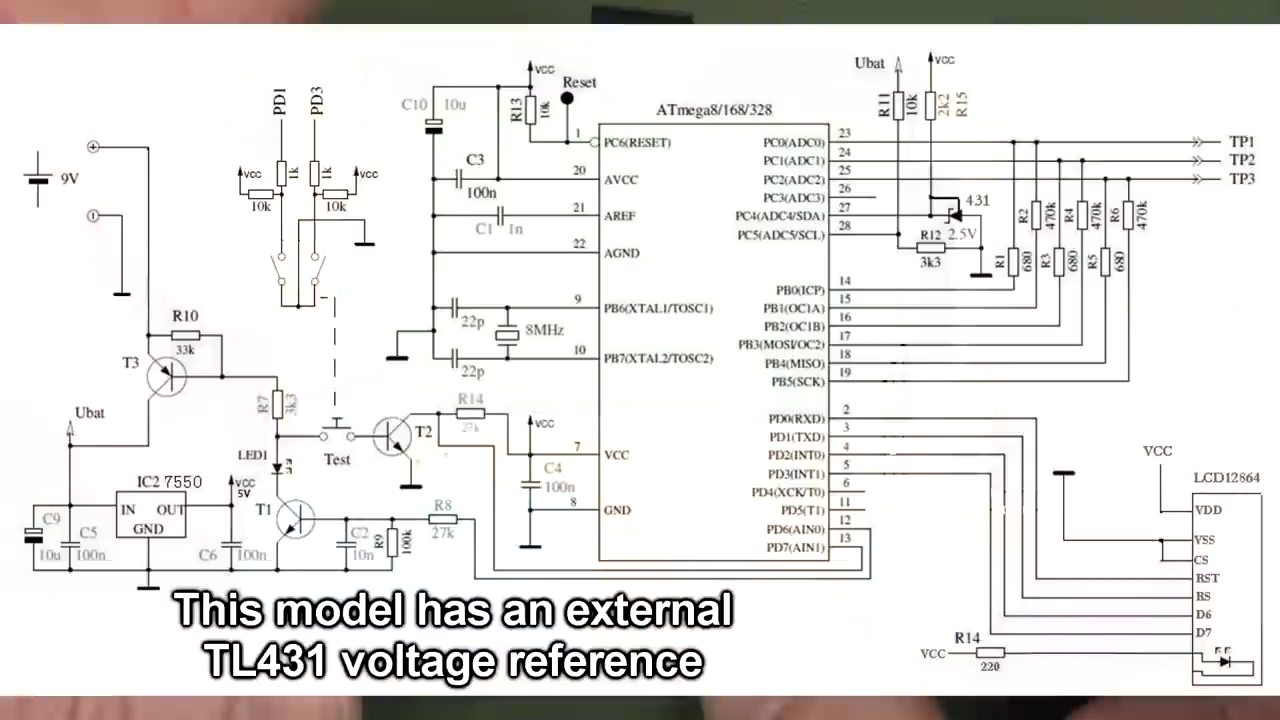 PD1
PD3
VCC
1k
1k
VCC
10k
10k
9V
C10
10u
VCC
R13
10k
Reset
ATmega8/168/328
Ubat
VCC
R11
10k
2k2
R15
C3
100n
C1
1n
1
PC6(RESET)
20
AVCC
21
AREF
22
AGND
22p
9
PB6(XTAL1/TOSC1)
8MHz
22p
10
PB7(XTAL2/TOSC2)
PC0(ADC0)
23
PC1(ADC1)
24
PC2(ADC2)
25
PC3(ADC3)
26
PC4(ADC4/SDA)
27
PC5(ADC5/SCL)
28
TP1
TP2
TP3
431
2.5V
R12
3k3
R2
470k
R4
470k
R6
470k
R1
680
R3
680
R5
680
PB0(ICP)
14
PB1(OC1A)
15
PB2(OC1B)
16
PB3(MOSI/OC2)
17
PB4(MISO)
18
PB5(SCK)
19
R10
33k
T3
R7
3k3
Ubat
LED1
Test
T2
R14
27k
VCC
7
VCC
C4
100n
8
GND
PD0(RXD)
2
PD1(TXD)
3
PD2(INT0)
4
PD3(INT1)
5
PD4(XCK/T0)
6
PD5(T1)
11
PD6(AIN0)
12
PD7(AIN1)
13
IC2 7550
IN
OUT
GND
VCC
5V
T1
C9
10u
C5
100n
C6
100n
C2
10n
R9
100k
R8
27k
VCC
LCD12864
VDD
VSS
CS
RST
RS
D6
D7
R14
VCC
220
This model has an external
TL431 voltage reference